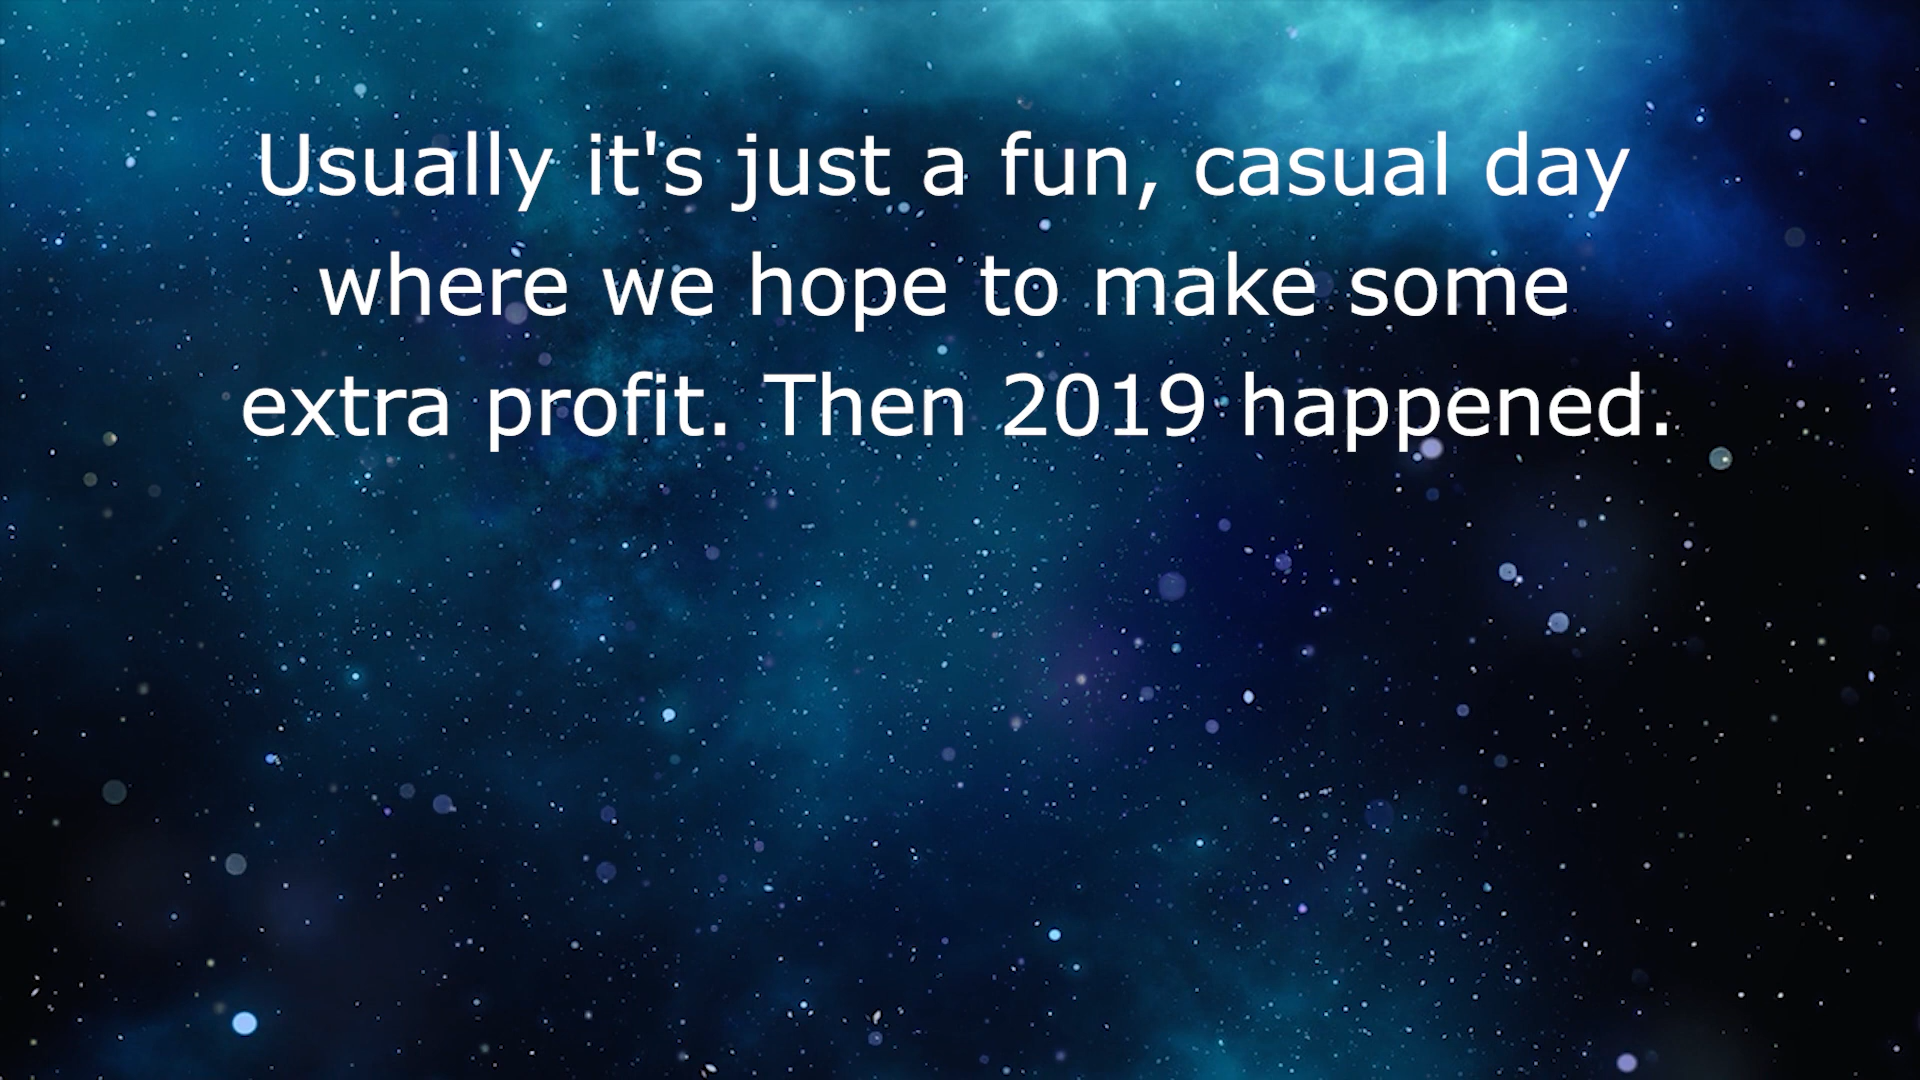 Usually it's just a fun, casual day
where we hope to make some
extra profit. Then 2019 happened.